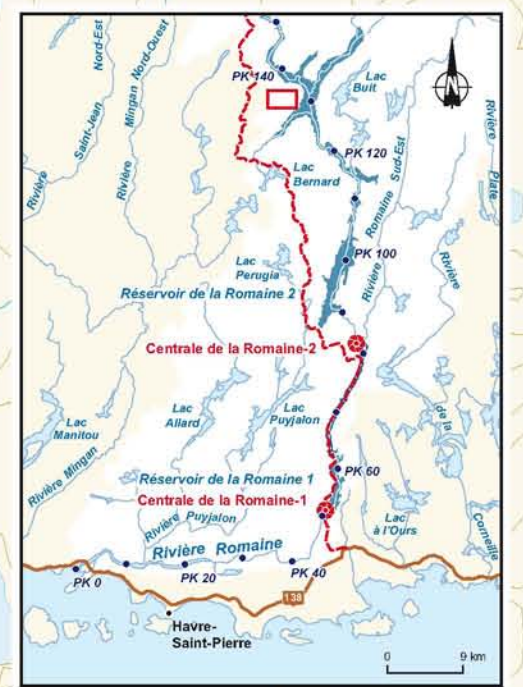 Nord-Est
Saint-Jean
Rivière
Nord-Ouest
Mingan
Rivière
PK 140
Lac
Buit
PK 120
Lac
Bernard
Sud-Est
Romaine
Rivière
Rivière
Plate
PK 100
Lac
Perugia
Rivière
Réservoir de la Romaine 2
Centrale de la Romaine-2
Lac
Allard
Lac
Puyjalon
de la
Lac
Manitou
Rivière Mingan
PK 60
Réservoir de la Romaine 1
Centrale de la Romaine-1
Rivière Puyjalon
Lac
à l'Ours
Corneille
Rivière Romaine
PK 0
PK 20
PK 40
138
Havre-
Saint-Pierre
0 9 km